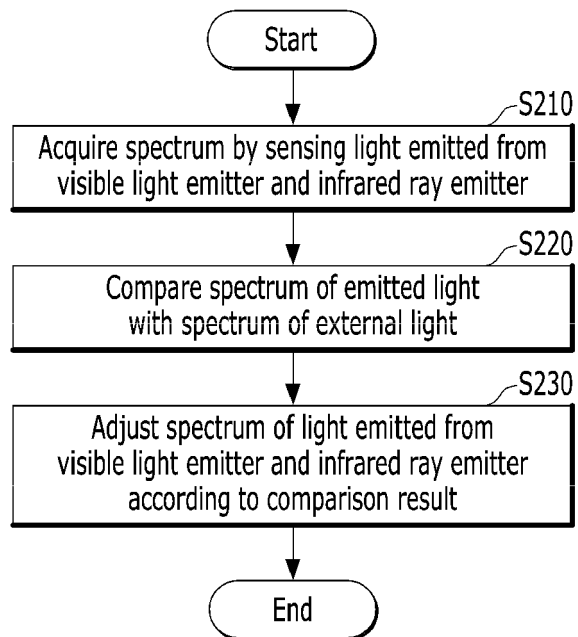 Start
S210
Acquire spectrum by sensing light emitted from
visible light emitter and infrared ray emitter
S220
Compare spectrum of emitted light
with spectrum of external light
S230
Adjust spectrum of light emitted from
visible light emitter and infrared ray emitter
according to comparison result
End